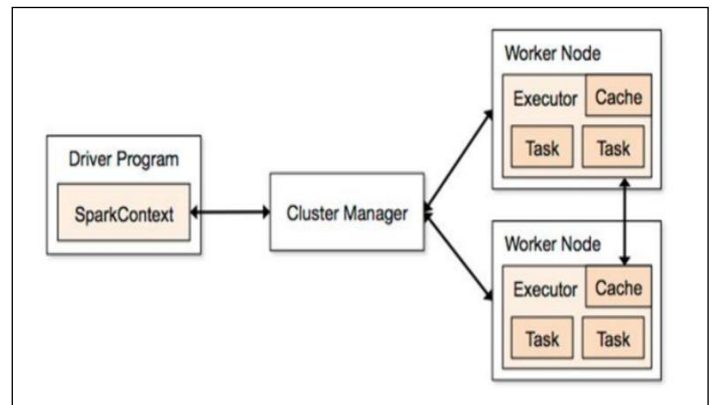 Driver Program
SparkContext
Cluster Manager
Worker Node
Executor
Cache
Task
Task
Worker Node
Executor
Cache
Task
Task